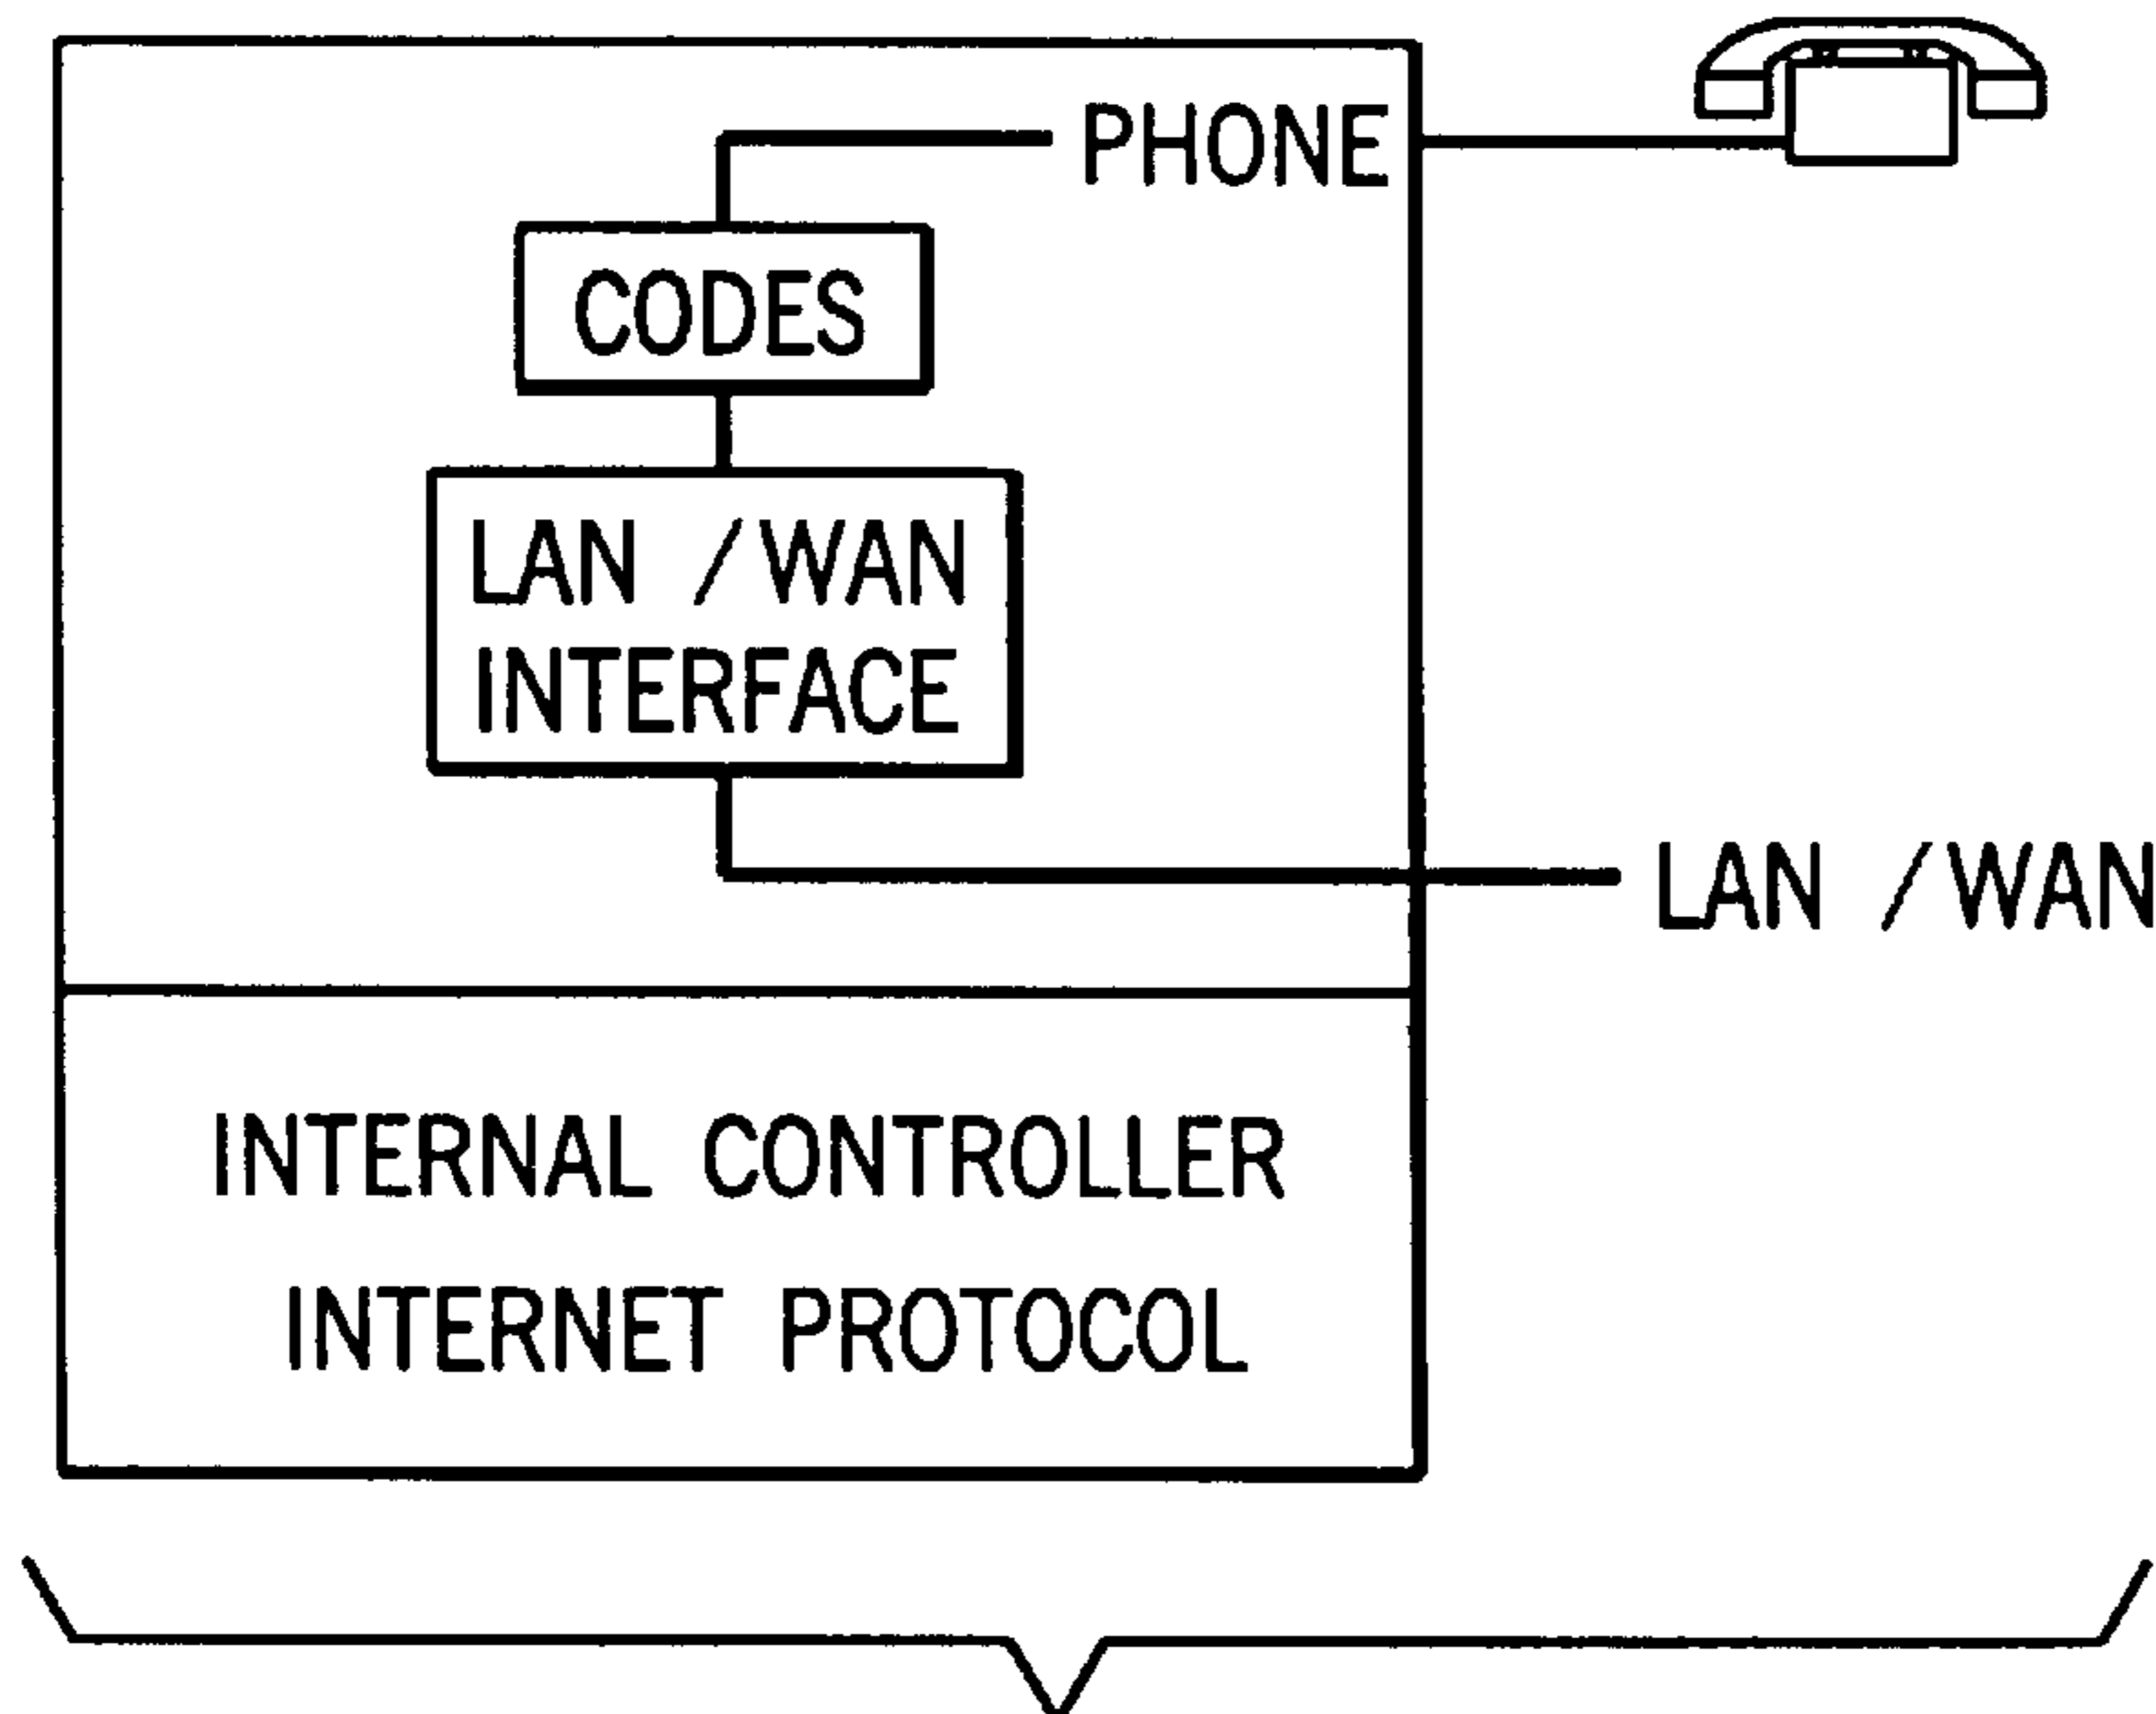 PHONE
CODES
LAN /WAN
INTERFACE
LAN /WAN
INTERNAL CONTROLLER
INTERNET PROTOCOL